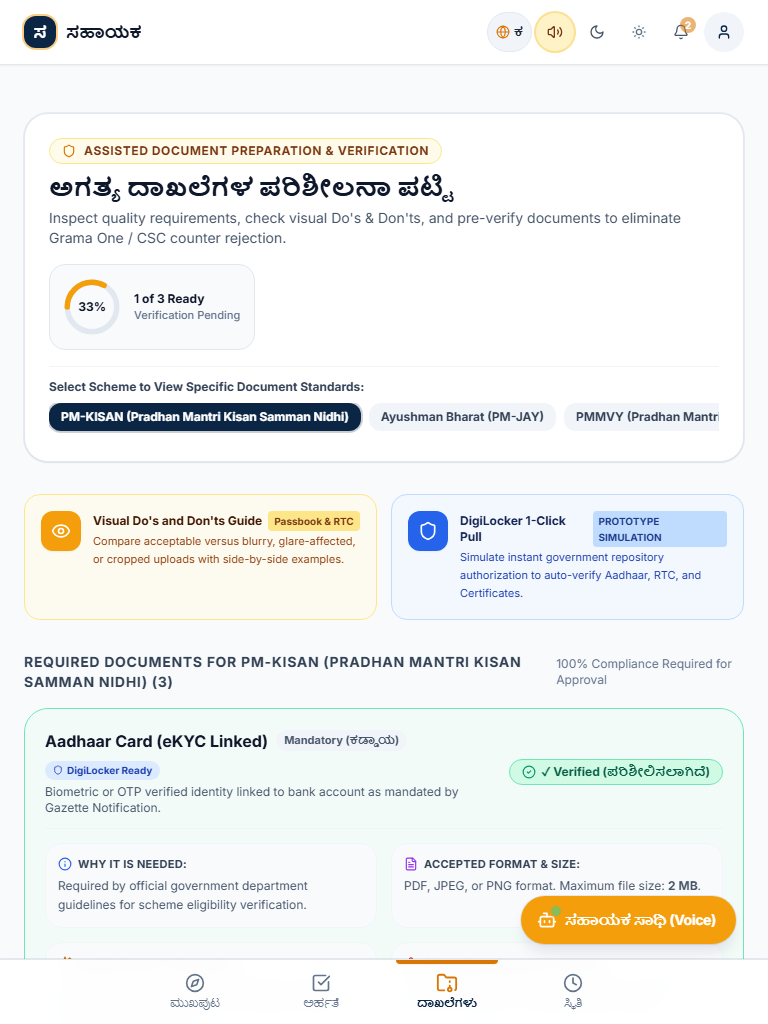 ಸ ಸಹಾಯಕ
ಕ
2
ASSISTED DOCUMENT PREPARATION & VERIFICATION
ಅಗತ್ಯ ದಾಖಲೆಗಳ ಪರಿಶೀಲನಾ ಪಟ್ಟಿ
Inspect quality requirements, check visual Do's & Don'ts, and pre-verify documents to eliminate
Grama One / CSC counter rejection.
33%
1 of 3 Ready
Verification Pending
Select Scheme to View Specific Document Standards:
PM-KISAN (Pradhan Mantri Kisan Samman Nidhi) Ayushman Bharat (PM-JAY) PMMVY (Pradhan Mantri
Visual Do's and Don'ts Guide Passbook & RTC
Compare acceptable versus blurry, glare-affected,
or cropped uploads with side-by-side examples.
DigiLocker 1-Click
Pull
PROTOTYPE
SIMULATION
Simulate instant government repository
authorization to auto-verify Aadhaar, RTC, and
Certificates.
REQUIRED DOCUMENTS FOR PM-KISAN (PRADHAN MANTRI KISAN
SAMMAN NIDHI) (3)
100% Compliance Required for
Approval
Aadhaar Card (eKYC Linked) Mandatory (ಕಡ್ಡಾಯ)
DigiLocker Ready
✓ Verified (ಪರಿಶೀಲಿಸಲಾಗಿದೆ)
Biometric or OTP verified identity linked to bank account as mandated by
Gazette Notification.
WHY IT IS NEEDED:
Required by official government department
guidelines for scheme eligibility verification.
ACCEPTED FORMAT & SIZE:
PDF, JPEG, or PNG format. Maximum file size: 2 MB.
ಸಹಾಯಕ ಸಾಥಿ (Voice)
ಮುಖಪುಟ
ಅರ್ಹತೆ
ದಾಖಲೆಗಳು
ಸ್ಥಿತಿ